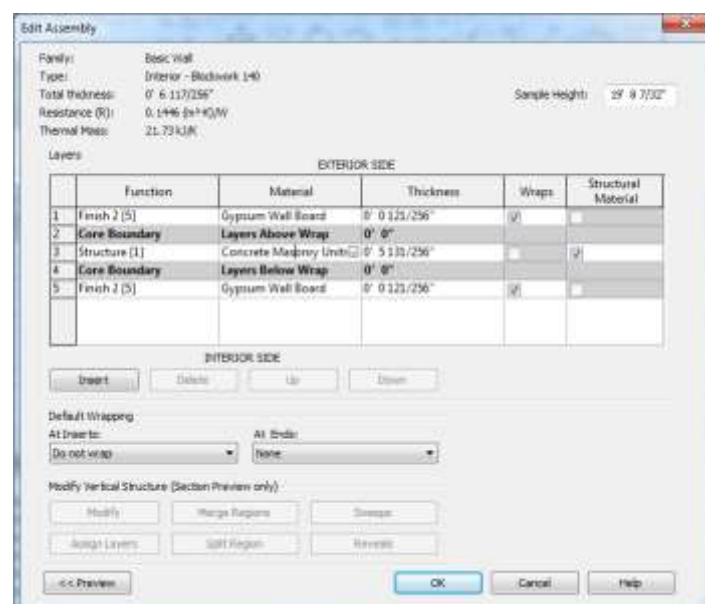 Edit Assembly
Family: Basic Wall
Type: Interior - Blockwork 140
Total thickness: 0' 6 117/256" Sample Height: 19' 8 7/32"
Resistance (R): 0.1446 (m²·K)/W
Thermal Mass: 21.73 kJ/K
Layers
EXTERIOR SIDE
Function Material Thickness Wraps Structural Material
1 Finish 2 [5] Gypsum Wall Board 0' 0 121/256"
2 Core Boundary Layers Above Wrap 0' 0"
3 Structure [1] Concrete Masonry Units 0' 5 131/256"
4 Core Boundary Layers Below Wrap 0' 0"
5 Finish 2 [5] Gypsum Wall Board 0' 0 121/256"
INTERIOR SIDE
Insert Delete Up Down
Default Wrapping
At Inserts: At Ends:
Do not wrap None
Modify Vertical Structure (Section Preview only)
Modify Merge Regions Sweeps
Assign Layers Split Region Reveals
<< Preview OK Cancel Help